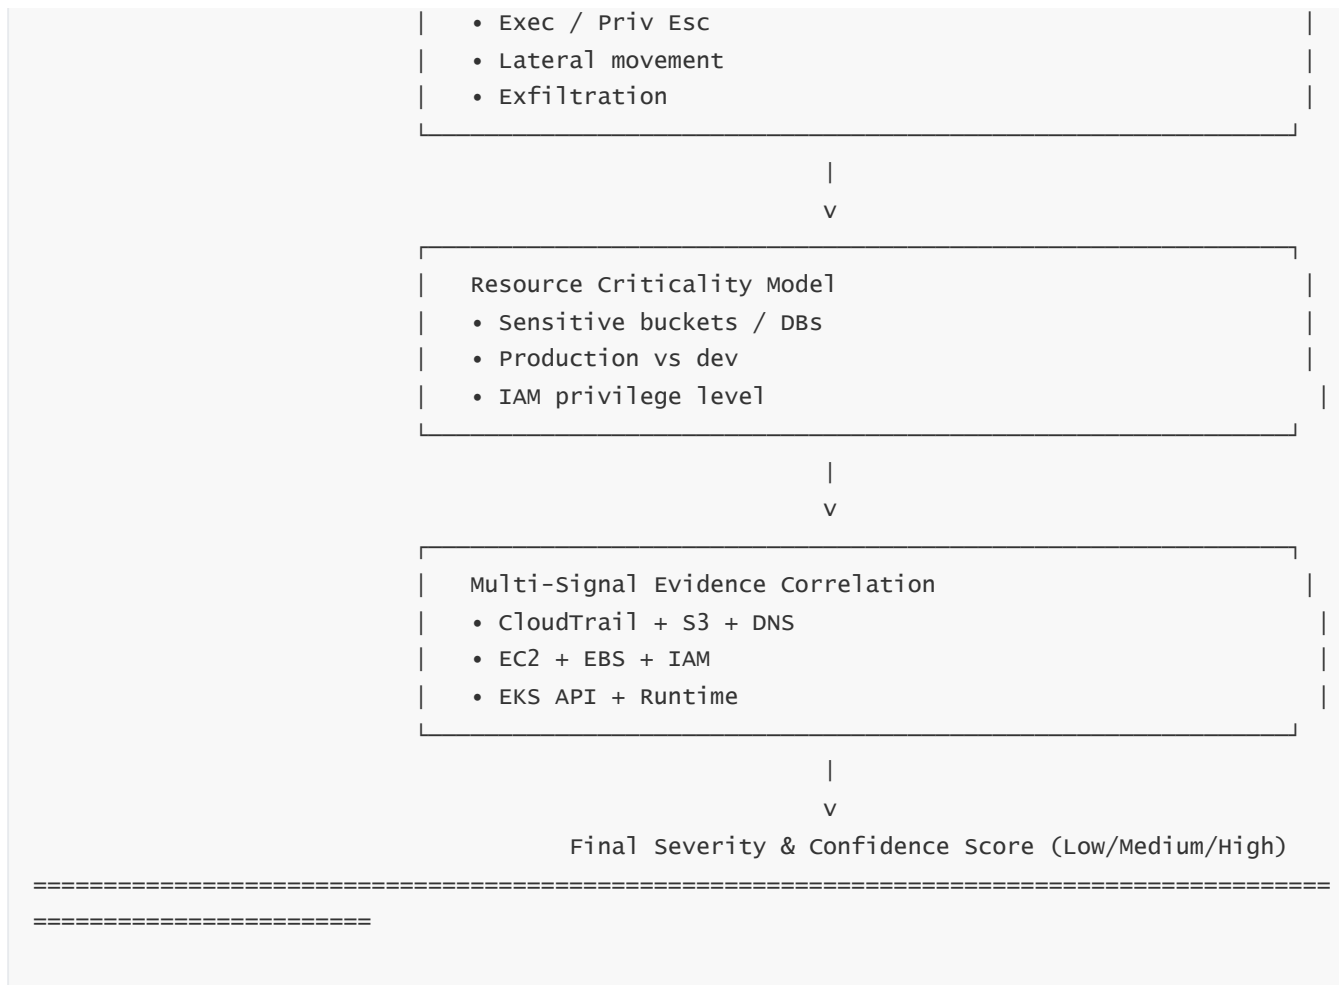 • Exec / Priv Esc
• Lateral movement
• Exfiltration
|
v
Resource Criticality Model
• Sensitive buckets / DBs
• Production vs dev
• IAM privilege level
|
v
Multi-Signal Evidence Correlation
• CloudTrail + S3 + DNS
• EC2 + EBS + IAM
• EKS API + Runtime
|
v
Final Severity & Confidence Score (Low/Medium/High)
============================================================================================
========================